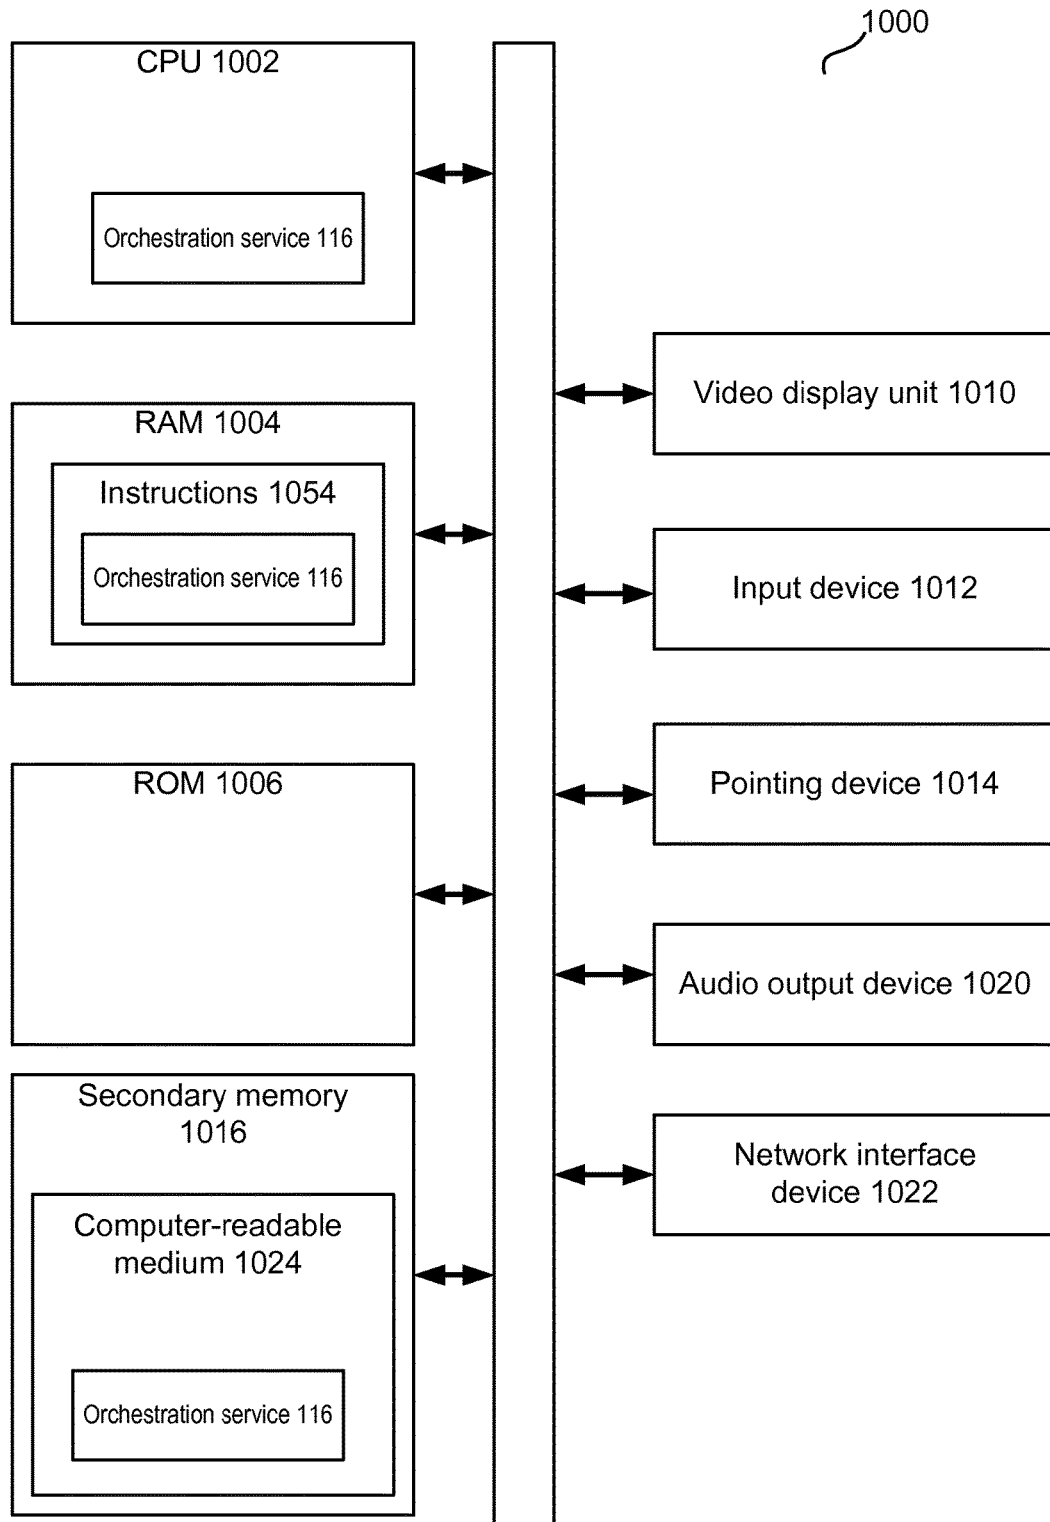 1000
CPU 1002
Orchestration service 116
RAM 1004
Instructions 1054
Orchestration service 116
ROM 1006
Secondary memory
1016
Computer-readable
medium 1024
Orchestration service 116
Video display unit 1010
Input device 1012
Pointing device 1014
Audio output device 1020
Network interface
device 1022